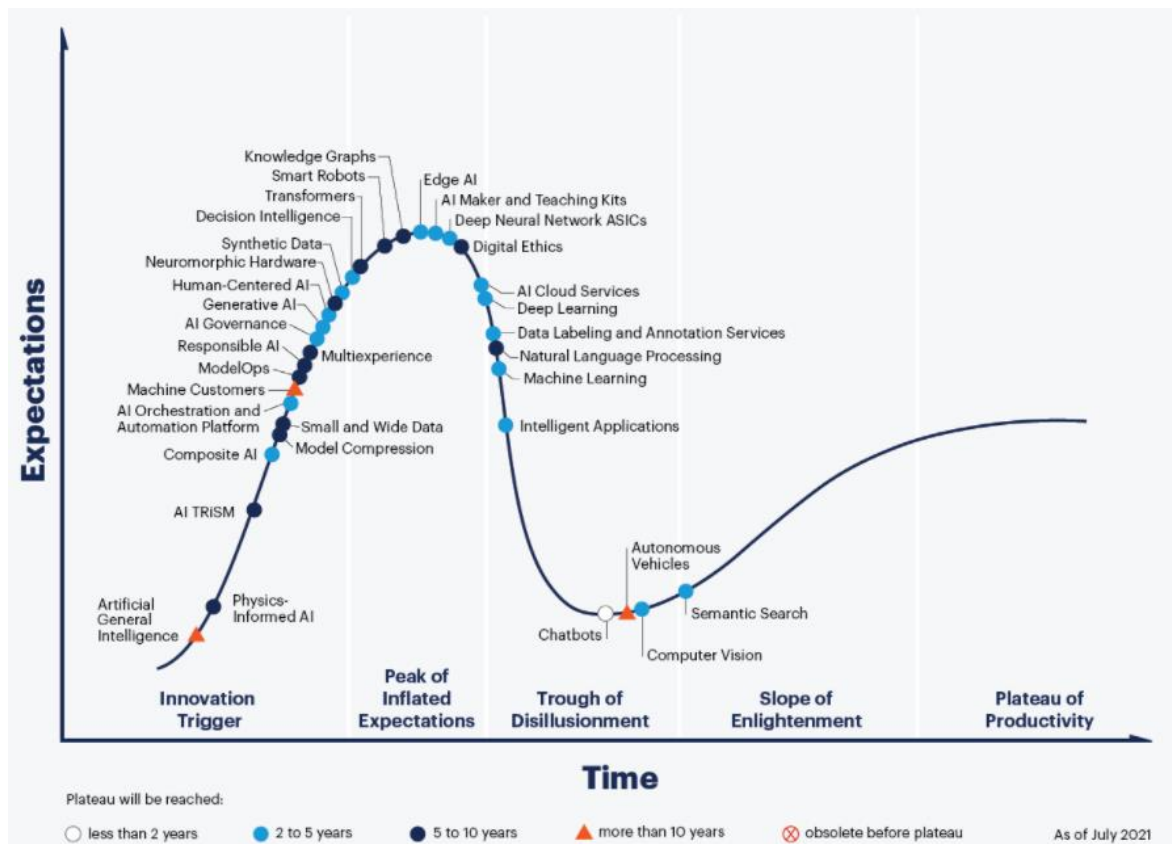 Knowledge Graphs
Smart Robots
Transformers
Decision Intelligence
Synthetic Data
Neuromorphic Hardware
Human-Centered AI
Generative AI
AI Governance
Responsible AI
Multiexperience
ModelOps
Machine Customers
AI Orchestration and
Automation Platform
Small and Wide Data
Model Compression
Composite AI
AI TRiSM
Physics-
Informed AI
Artificial
General
Intelligence
Edge AI
AI Maker and Teaching Kits
Deep Neural Network ASICs
Digital Ethics
AI Cloud Services
Deep Learning
Data Labeling and Annotation Services
Natural Language Processing
Machine Learning
Intelligent Applications
Autonomous
Vehicles
Chatbots
Semantic Search
Computer Vision
Expectations
Innovation
Trigger
Peak of
Inflated
Expectations
Trough of
Disillusionment
Slope of
Enlightenment
Plateau of
Productivity
Time
Plateau will be reached:
less than 2 years
2 to 5 years
5 to 10 years
more than 10 years
obsolete before plateau
As of July 2021